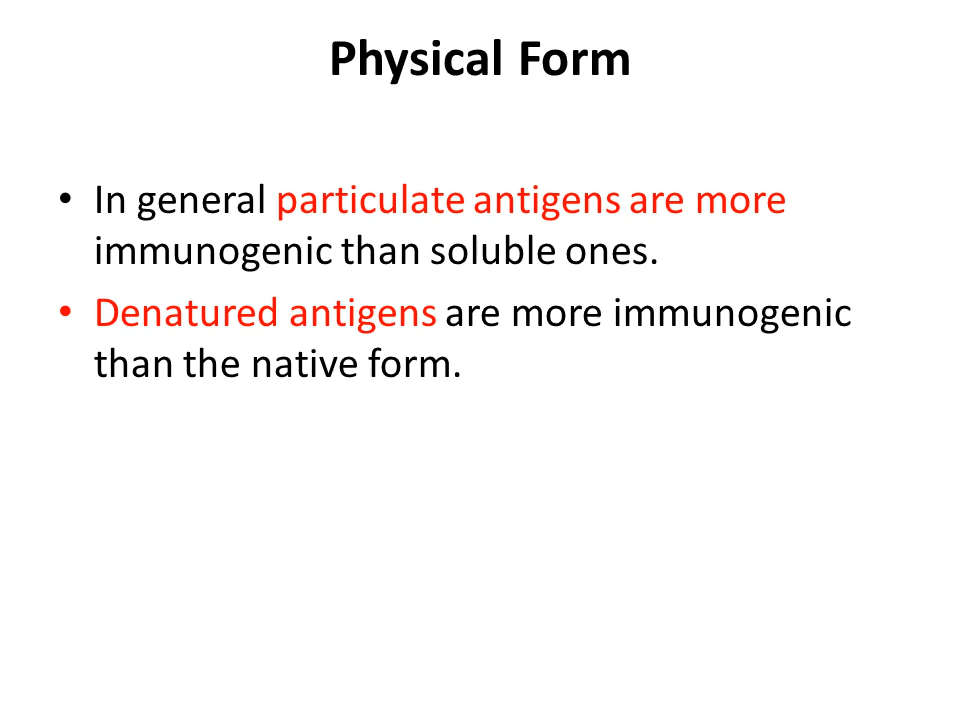 Physical Form
• In general particulate antigens are more
immunogenic than soluble ones.
• Denatured antigens are more immunogenic
than the native form.